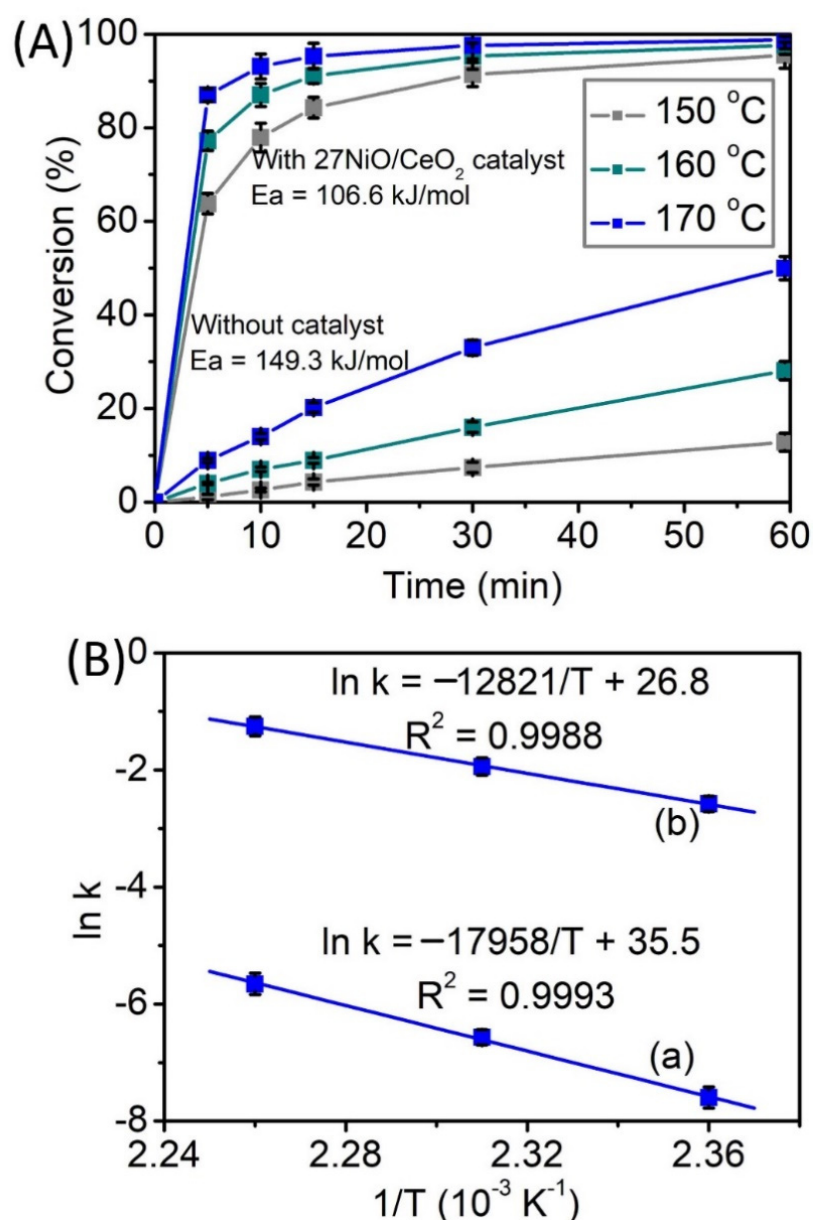 (A)
100
80
60
40
20
0
Conversion (%)
150 °C
160 °C
170 °C
With 27NiO/CeO₂ catalyst
Ea = 106.6 kJ/mol
Without catalyst
Ea = 149.3 kJ/mol
0 10 20 30 40 50 60
Time (min)
(B)
0
-2
-4
-6
-8
ln k
ln k = −12821/T + 26.8
R² = 0.9988
(b)
ln k = −17958/T + 35.5
R² = 0.9993
(a)
2.24 2.28 2.32 2.36
1/T (10⁻³ K⁻¹)